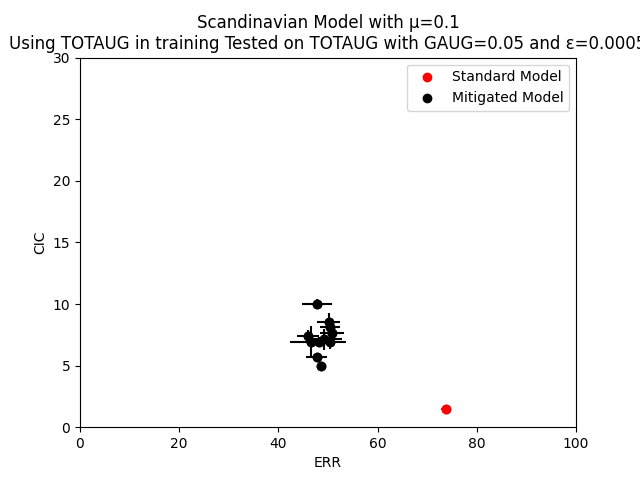 Scandinavian Model with μ=0.1
Using TOTAUG in training Tested on TOTAUG with GAUG=0.05 and ε=0.0005
Standard Model
Mitigated Model
30
25
20
15
10
5
0
CIC
0 20 40 60 80 100
ERR